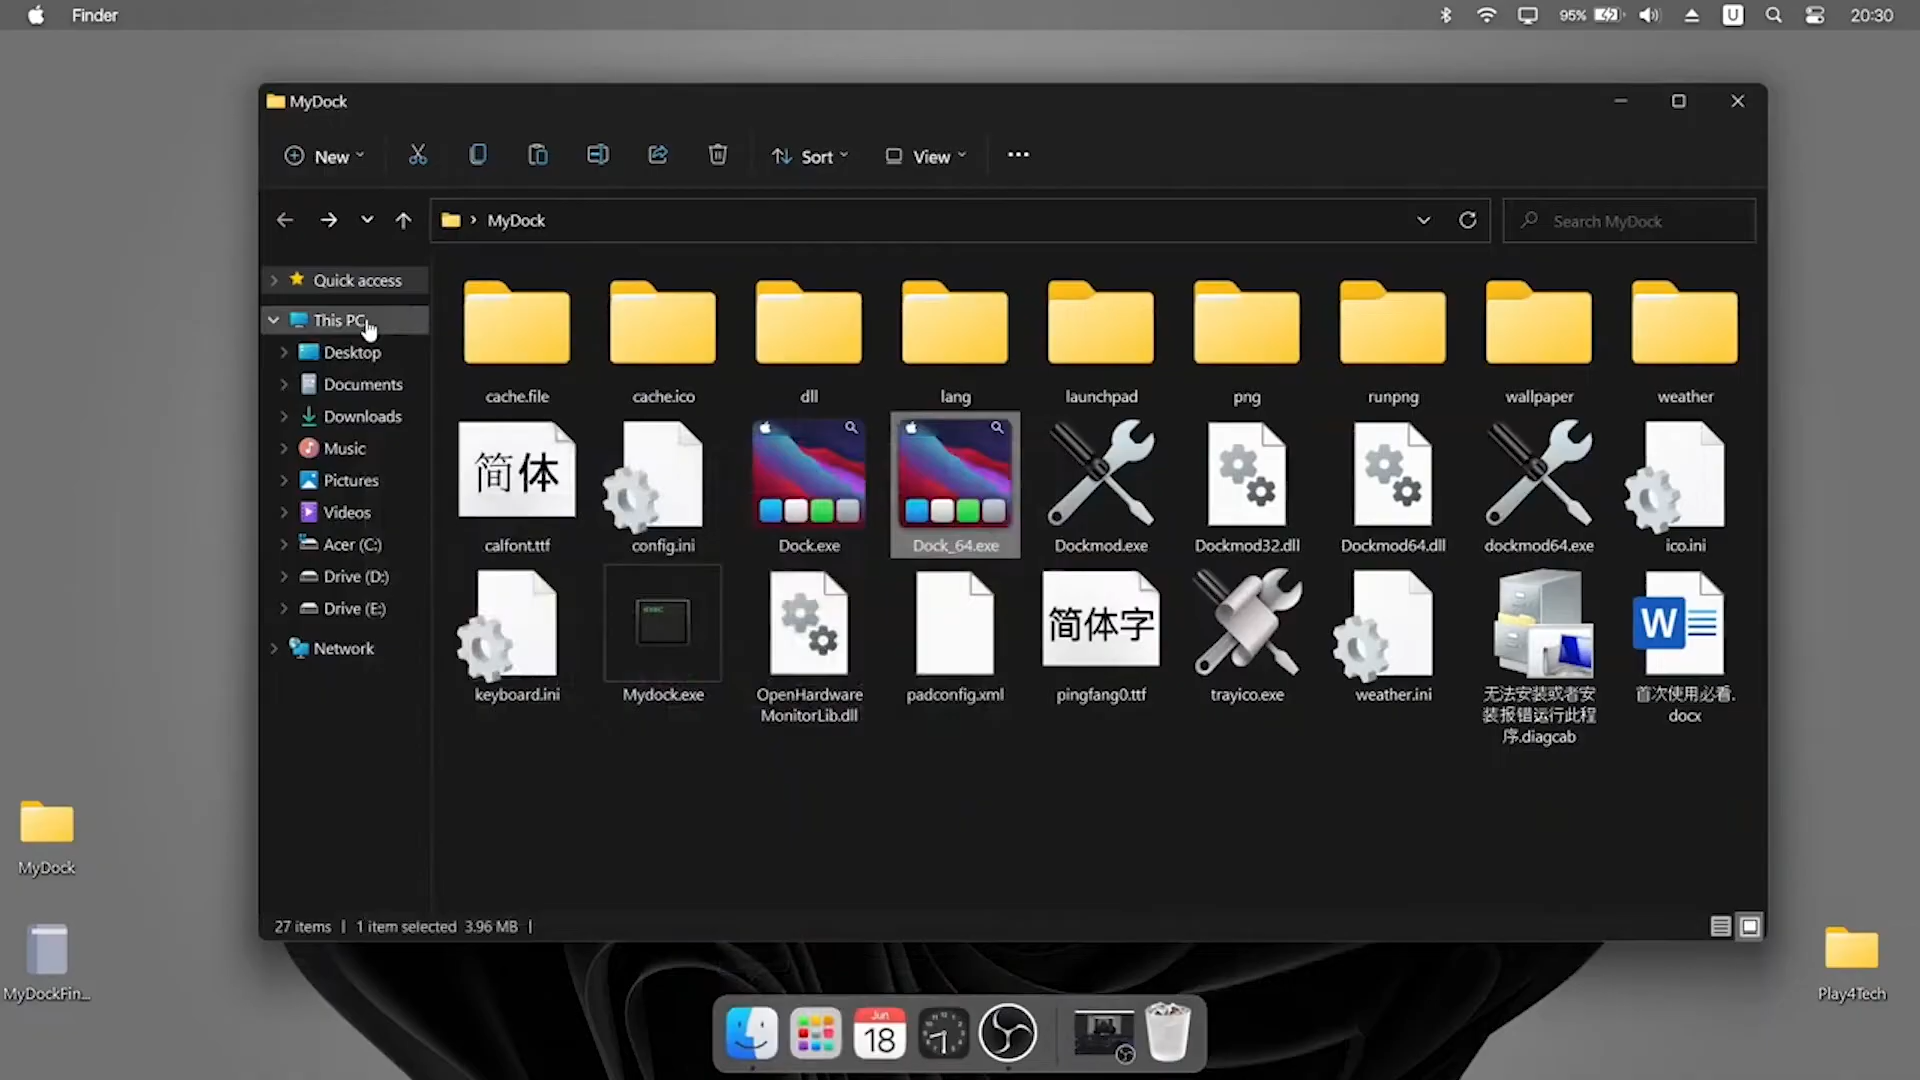 Finder
95%
U
20:30
MyDock
New
Sort
View
MyDock
Search MyDock
Quick access
This PC
Desktop
Documents
Downloads
Music
Pictures
Videos
Acer (C:)
Drive (D:)
Drive (E:)
Network
cache.file
cache.ico
dll
lang
launchpad
png
runpng
wallpaper
weather
简体
calfont.ttf
config.ini
Dock.exe
Dock_64.exe
Dockmod.exe
Dockmod32.dll
Dockmod64.dll
dockmod64.exe
ico.ini
keyboard.ini
Mydock.exe
OpenHardware
MonitorLib.dll
padconfig.xml
简体字
pingfang0.ttf
trayico.exe
weather.ini
无法安装或者安
装报错运行此程
序.diagcab
W
首次使用必看.
docx
27 items | 1 item selected 3.96 MB |
MyDock
MyDockFin...
Play4Tech
Jun
18